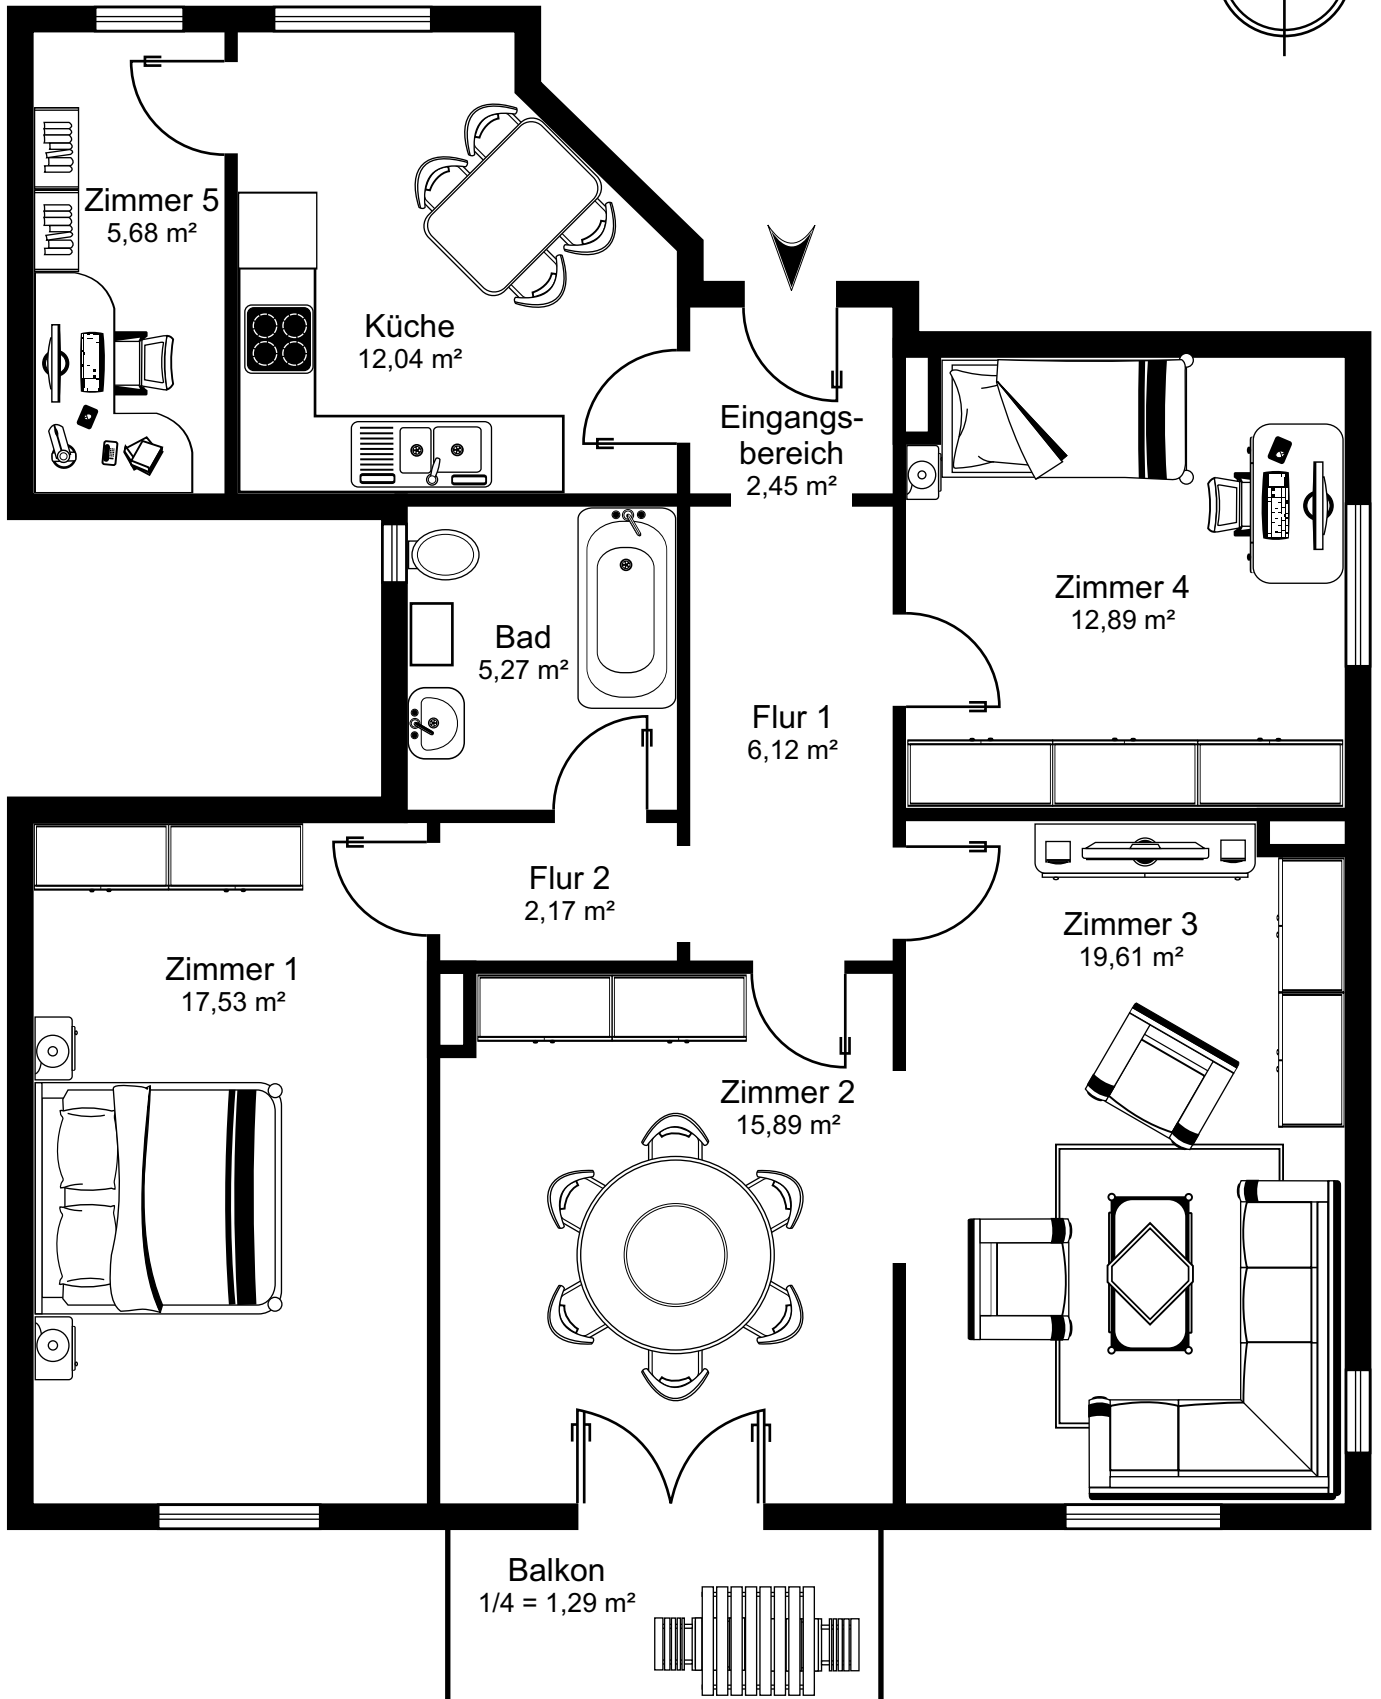 Zimmer 5
5,68 m²
Küche
12,04 m²
Eingangs-
bereich
2,45 m²
Zimmer 4
12,89 m²
Bad
5,27 m²
Flur 1
6,12 m²
Flur 2
2,17 m²
Zimmer 3
19,61 m²
Zimmer 1
17,53 m²
Zimmer 2
15,89 m²
Balkon
1/4 = 1,29 m²